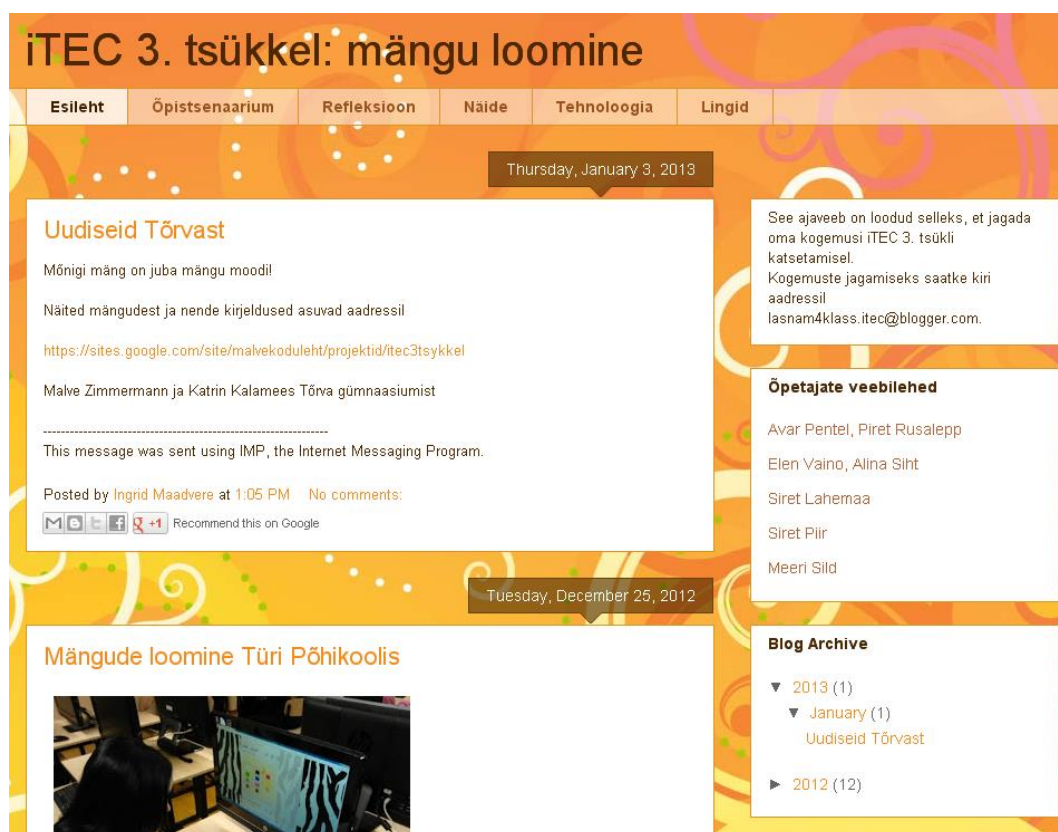 iTEC 3. tsükkel: mängu loomine
Esileht Õpistsenaarium Refleksioon Näide Tehnoloogia Lingid
Thursday, January 3, 2013
Uudiseid Tõrvast
Mõnigi mäng on juba mängu moodi!
Näited mängudest ja nende kirjeldused asuvad aadressil
https://sites.google.com/site/malvekoduleht/projektid/itec3tsykkel
Malve Zimmermann ja Katrin Kalamees Tõrva gümnaasiumist
----------------------------------------------------------------
This message was sent using IMP, the Internet Messaging Program.
Posted by Ingrid Maadvere at 1:05 PM No comments:
+1 Recommend this on Google
Tuesday, December 25, 2012
Mängude loomine Türi Põhikoolis
See ajaveeb on loodud selleks, et jagada
oma kogemusi iTEC 3. tsükli
katsetamisel.
Kogemuste jagamiseks saatke kiri
aadressil
lasnam4klass.itec@blogger.com.
Õpetajate veebilehed
Avar Pentel, Piret Rusalepp
Elen Vaino, Alina Siht
Siret Lahemaa
Siret Piir
Meeri Sild
Blog Archive
▼ 2013 (1)
▼ January (1)
Uudiseid Tõrvast
► 2012 (12)